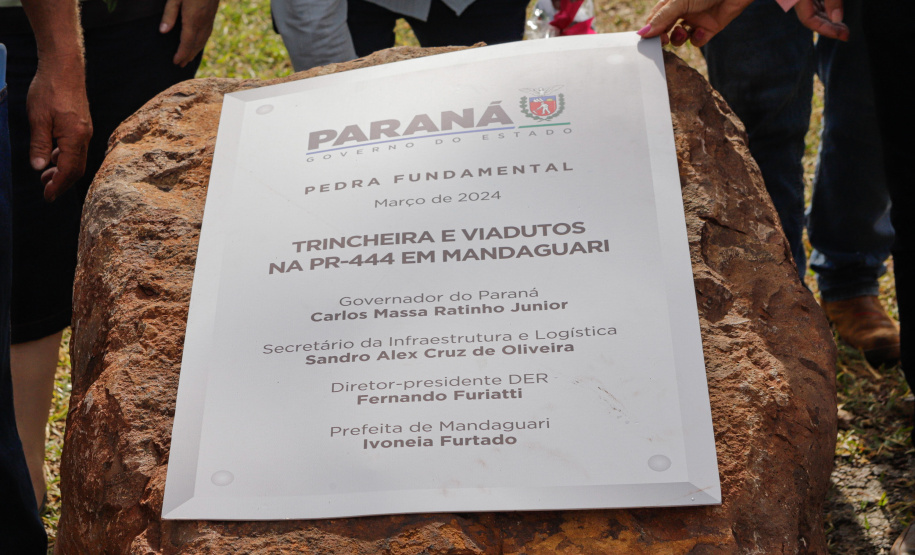 PARANÁ
GOVERNO DO ESTADO
PEDRA FUNDAMENTAL
Março de 2024
TRINCHEIRA E VIADUTOS
NA PR-444 EM MANDAGUARI
Governador do Paraná
Carlos Massa Ratinho Junior
Secretário da Infraestrutura e Logística
Sandro Alex Cruz de Oliveira
Diretor-presidente DER
Fernando Furiatti
Prefeita de Mandaguari
Ivoneia Furtado